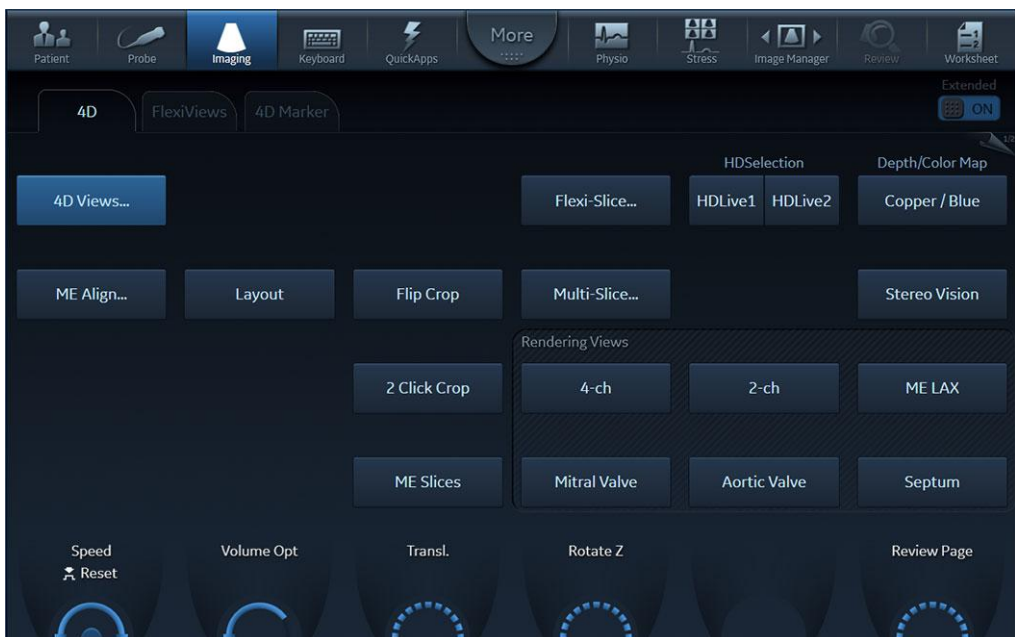 Patient
Probe
Imaging
Keyboard
QuickApps
More
Physio
Stress
Image Manager
Review
Worksheet
4D
FlexiViews
4D Marker
Extended
ON
1/2
HDSelection
Depth/Color Map
4D Views...
Flexi-Slice...
HDLive1
HDLive2
Copper / Blue
ME Align...
Layout
Flip Crop
Multi-Slice...
Stereo Vision
Rendering Views
2 Click Crop
4-ch
2-ch
ME LAX
ME Slices
Mitral Valve
Aortic Valve
Septum
Speed
Reset
Volume Opt
Transl.
Rotate Z
Review Page